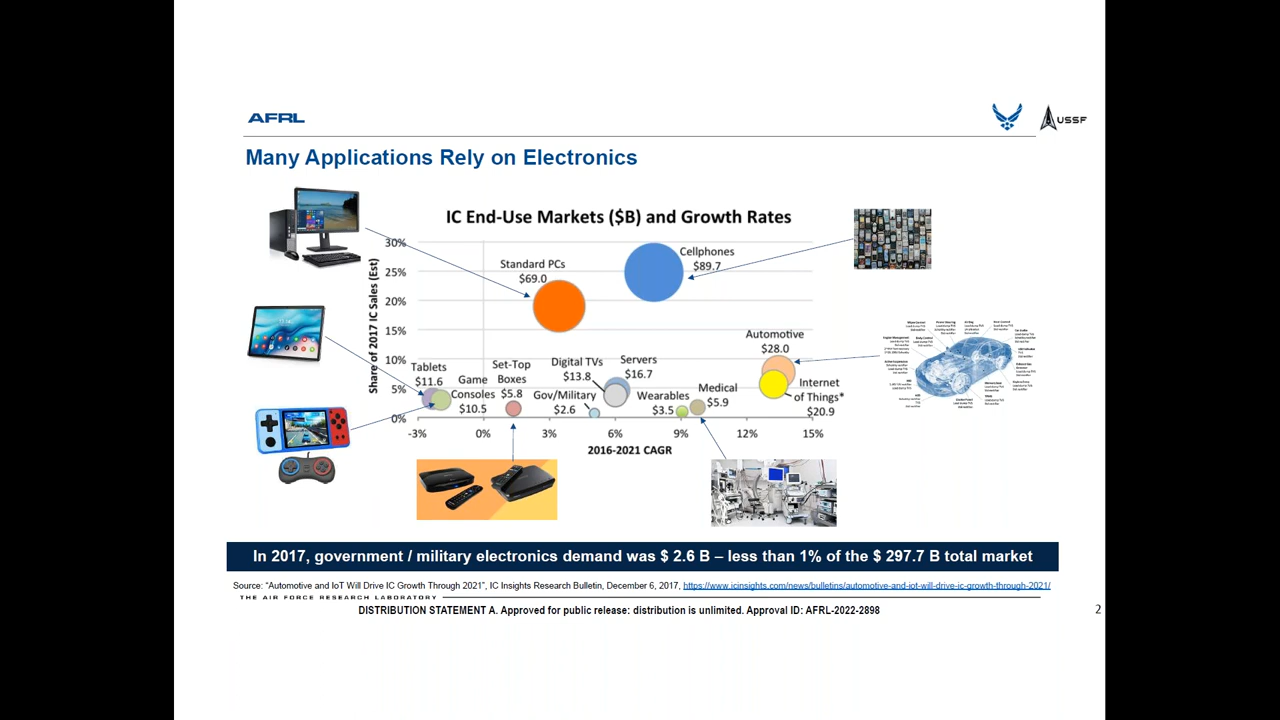 AFRL
USSF
Many Applications Rely on Electronics
IC End-Use Markets ($B) and Growth Rates
Share of 2017 IC Sales (Est)
30%
25%
20%
15%
10%
5%
0%
Cellphones
$89.7
Standard PCs
$69.0
Automotive
$28.0
Tablets
$11.6
Game
Consoles
$10.5
Set-Top
Boxes
$5.8
Digital TVs
$13.8
Gov/Military
$2.6
Servers
$16.7
Wearables
$3.5
Medical
$5.9
Internet
of Things*
$20.9
-3%
0%
3%
6%
9%
12%
15%
2016-2021 CAGR
In 2017, government / military electronics demand was $ 2.6 B – less than 1% of the $ 297.7 B total market
Source: "Automotive and IoT Will Drive IC Growth Through 2021", IC Insights Research Bulletin, December 6, 2017, https://www.icinsights.com/news/bulletins/automotive-and-iot-will-drive-ic-growth-through-2021/
THE AIR FORCE RESEARCH LABORATORY
DISTRIBUTION STATEMENT A. Approved for public release: distribution is unlimited. Approval ID: AFRL-2022-2898
2